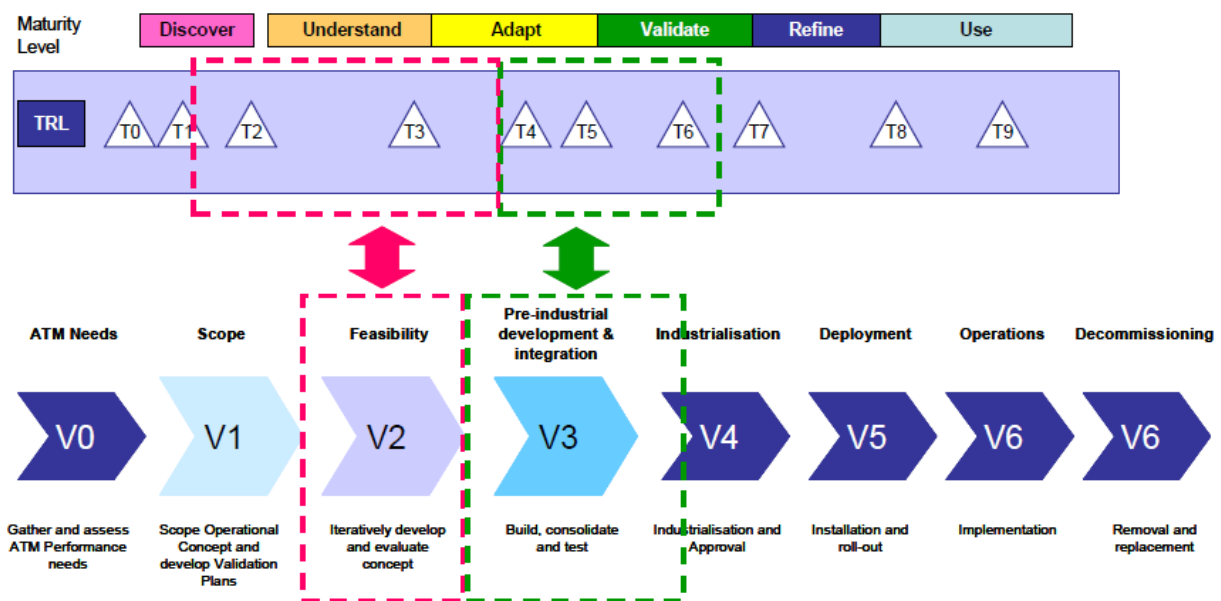 Maturity
Level
Discover
Understand
Adapt
Validate
Refine
Use
TRL
T0
T1
T2
T3
T4
T5
T6
T7
T8
T9
ATM Needs
Scope
Feasibility
Pre-industrial
development &
integration
Industrialisation
Deployment
Operations
Decommissioning
V0
V1
V2
V3
V4
V5
V6
V6
Gather and assess
ATM Performance
needs
Scope Operational
Concept and
develop Validation
Plans
Iteratively develop
and evaluate
concept
Build, consolidate
and test
Industrialisation and
Approval
Installation and
roll-out
Implementation
Removal and
replacement